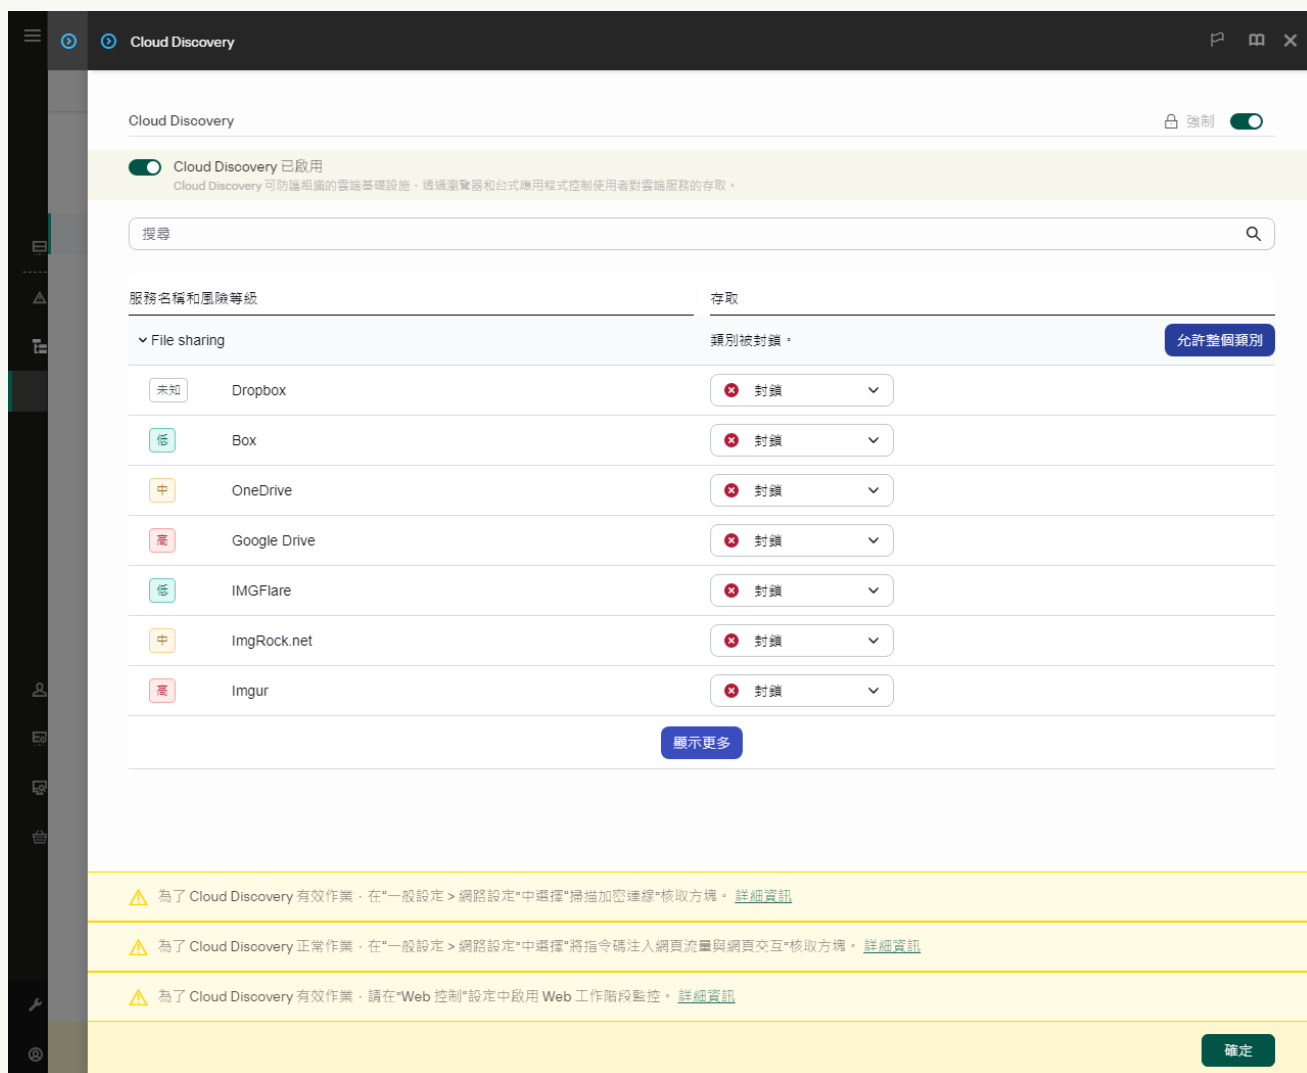 Cloud Discovery
Cloud Discovery
強制
Cloud Discovery 已啟用
Cloud Discovery 可防護組織的雲端基礎設施，透過瀏覽器和台式應用程式控制使用者對雲端服務的存取。
搜尋
服務名稱和風險等級 存取
File sharing 類別被封鎖。 允許整個類別
未知 Dropbox 封鎖
低 Box 封鎖
中 OneDrive 封鎖
高 Google Drive 封鎖
低 IMGFlare 封鎖
中 ImgRock.net 封鎖
高 Imgur 封鎖
顯示更多
為了 Cloud Discovery 有效作業，在"一般設定 > 網路設定"中選擇"掃描加密連線"核取方塊。 詳細資訊
為了 Cloud Discovery 正常作業，在"一般設定 > 網路設定"中選擇"將指令碼注入網頁流量與網頁交互"核取方塊。 詳細資訊
為了 Cloud Discovery 有效作業，請在"Web 控制"設定中啟用 Web 工作階段監控。 詳細資訊
確定